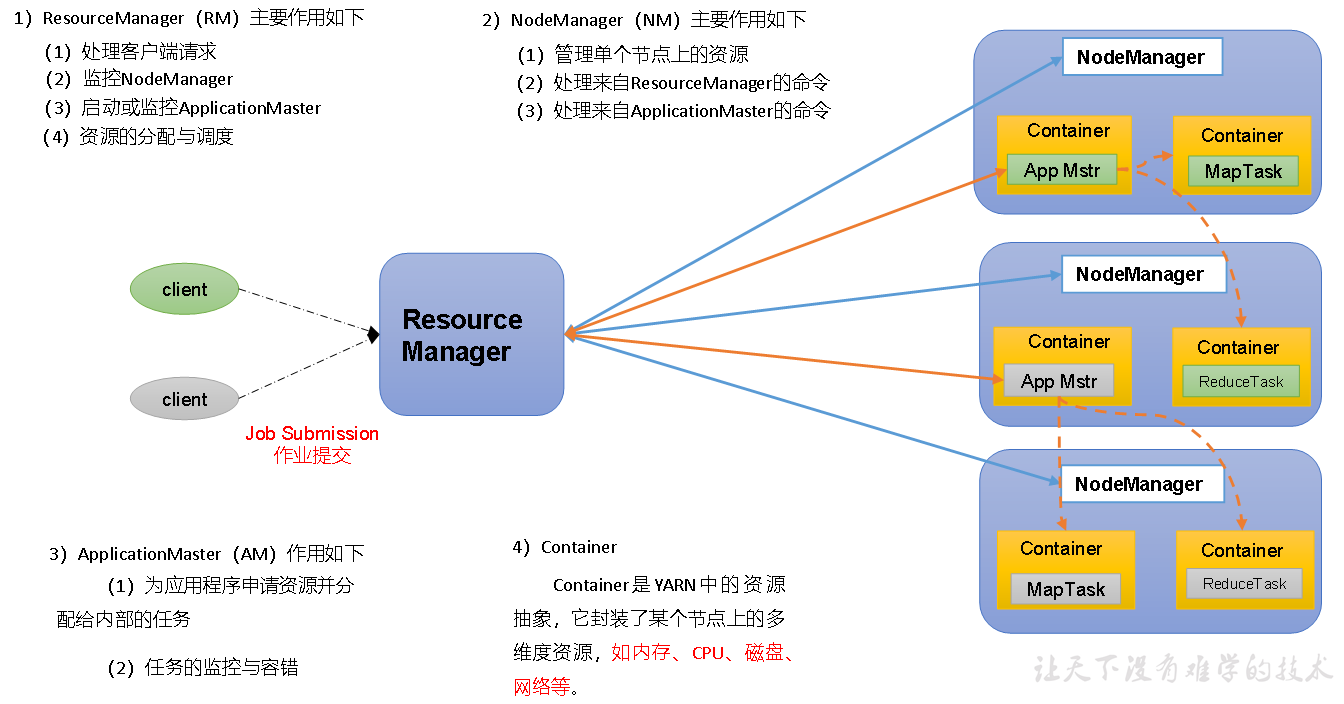 1）ResourceManager（RM）主要作用如下
（1）处理客户端请求
（2）监控NodeManager
（3）启动或监控ApplicationMaster
（4）资源的分配与调度
2）NodeManager（NM）主要作用如下
（1）管理单个节点上的资源
（2）处理来自ResourceManager的命令
（3）处理来自ApplicationMaster的命令
client
client
Job Submission
作业提交
Resource
Manager
NodeManager
Container
App Mstr
Container
MapTask
NodeManager
Container
App Mstr
Container
ReduceTask
NodeManager
Container
MapTask
Container
ReduceTask
3）ApplicationMaster（AM）作用如下
（1）为应用程序申请资源并分
配给内部的任务
（2）任务的监控与容错
4）Container
Container是YARN中的资源
抽象，它封装了某个节点上的多
维度资源，如内存、CPU、磁盘、
网络等。
让天下没有难学的技术